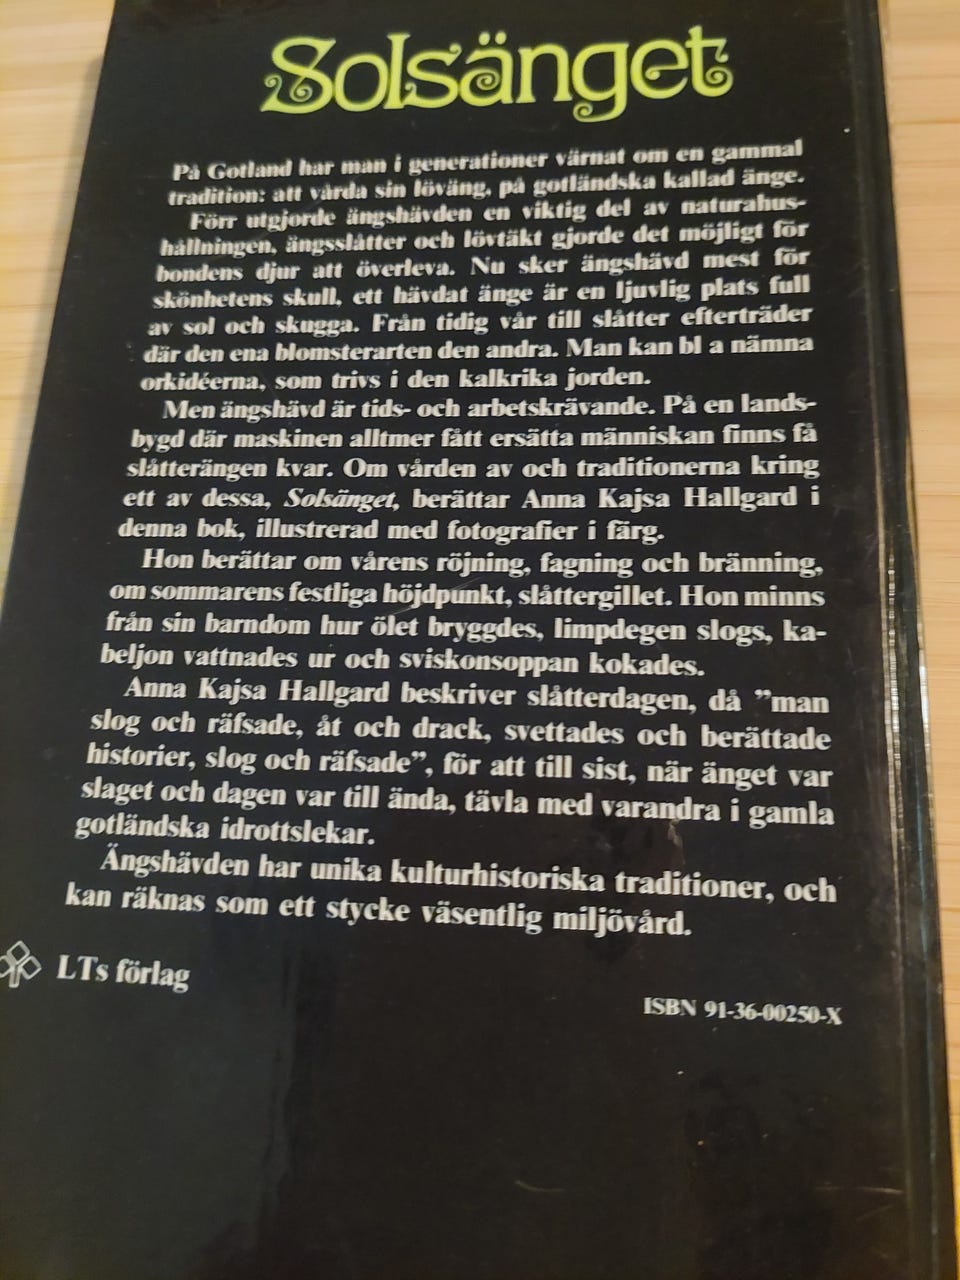 Solsänget
På Gotland har man i generationer värnat om en gammal
tradition: att vårda sin löväng, på gotländska kallad änge.
Förr utgjorde ängshävden en viktig del av naturahus-
hållningen, ängsslåtter och lövtäkt gjorde det möjligt för
bondens djur att överleva. Nu sker ängshävd mest för
skönhetens skull, ett hävdat änge är en ljuvlig plats full
av sol och skugga. Från tidig vår till slåtter efterträder
där den ena blomsterarten den andra. Man kan bl a nämna
orkidéerna, som trivs i den kalkrika jorden.
Men ängshävd är tids- och arbetskrävande. På en lands-
bygd där maskinen alltmer fått ersätta människan finns få
slåtterängen kvar. Om vården av och traditionerna kring
ett av dessa, Solsänget, berättar Anna Kajsa Hallgard i
denna bok, illustrerad med fotografier i färg.
Hon berättar om vårens röjning, fagning och bränning,
om sommarens festliga höjdpunkt, slåttergillet. Hon minns
från sin barndom hur ölet bryggdes, limpdegen slogs, ka-
beljon vattnades ur och sviskonsoppan kokades.
Anna Kajsa Hallgard beskriver slåtterdagen, då ”man
slog och räfsade, åt och drack, svettades och berättade
historier, slog och räfsade”, för att till sist, när änget var
slaget och dagen var till ända, tävla med varandra i gamla
gotländska idrottslekar.
Ängshävden har unika kulturhistoriska traditioner, och
kan räknas som ett stycke väsentlig miljövård.
LTs förlag
ISBN 91-36-00250-X